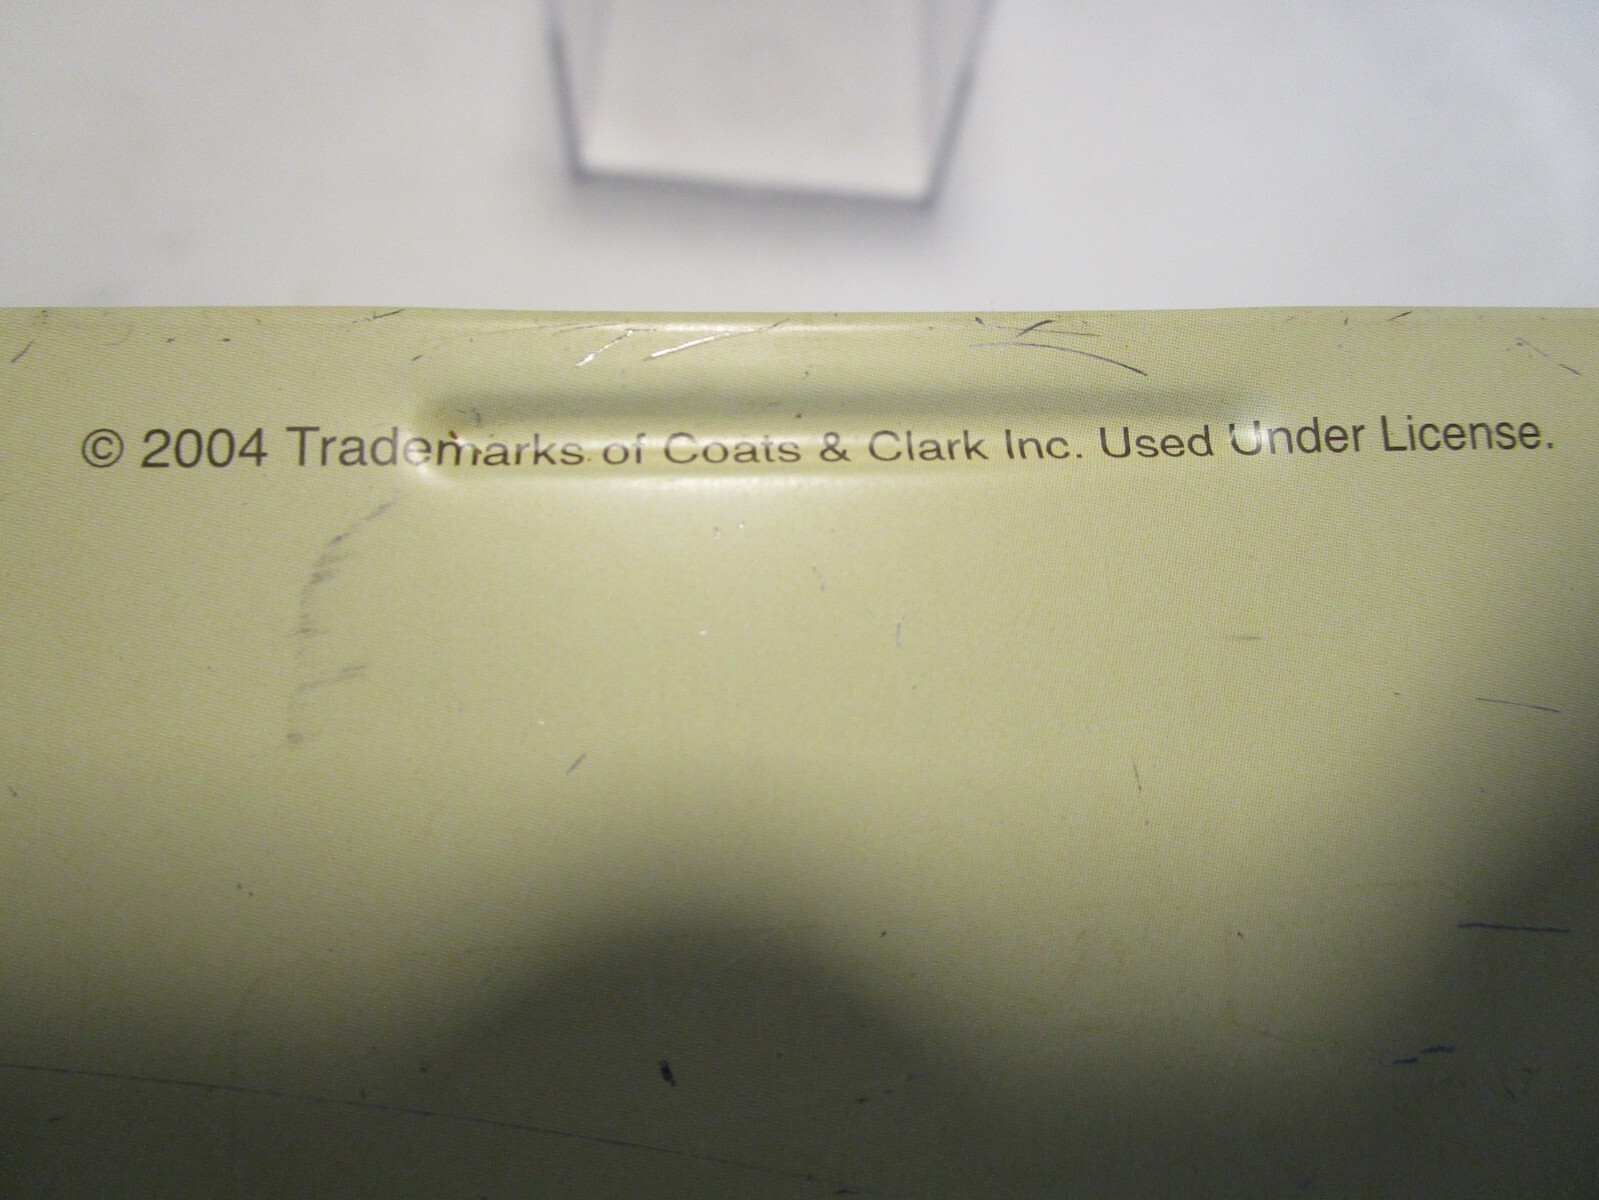 © 2004 Trademarks of Coats & Clark Inc. Used Under License.